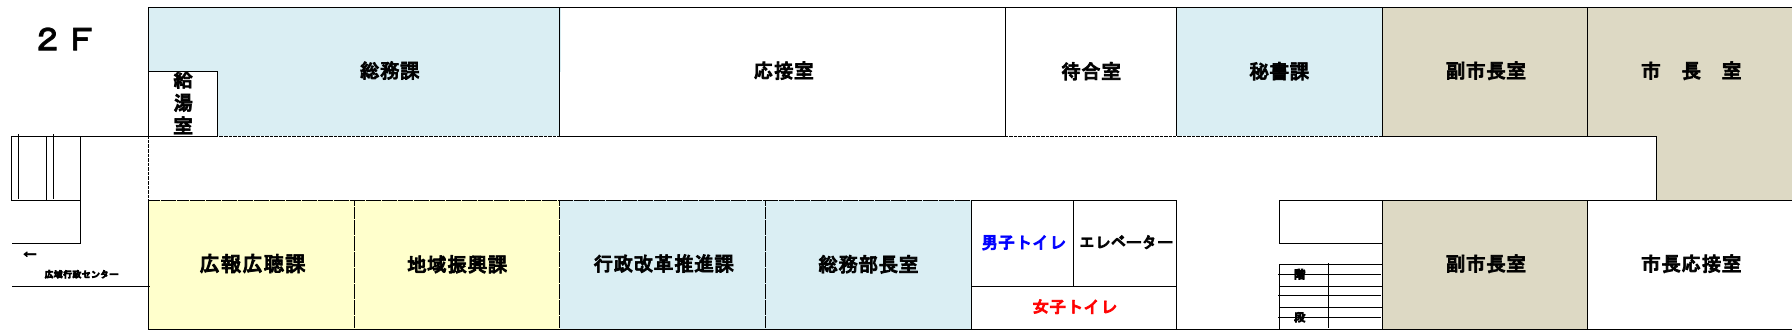 ２Ｆ
給湯室
総務課
応接室
待合室
秘書課
副市長室
市　長　室
←
広域行政センター
広報広聴課
地域振興課
行政改革推進課
総務部長室
男子トイレ
エレベーター
女子トイレ
階段
副市長室
市長応接室